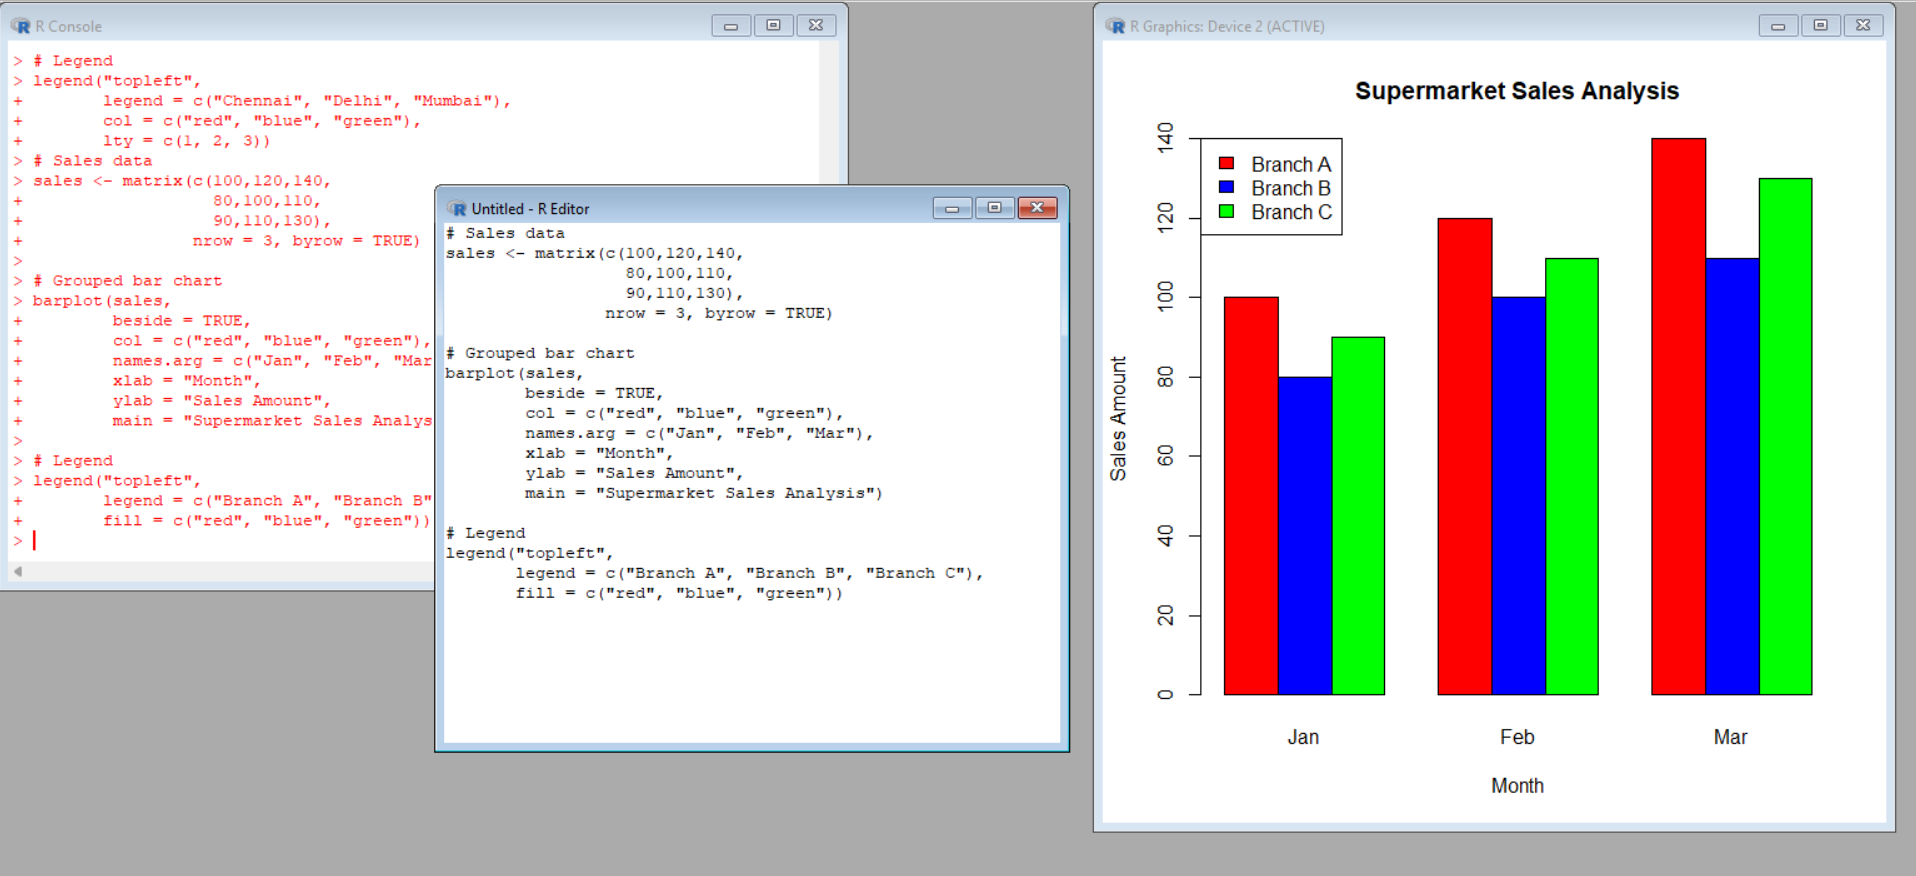 R Console
> # Legend
> legend("topleft",
+        legend = c("Chennai", "Delhi", "Mumbai"),
+        col = c("red", "blue", "green"),
+        lty = c(1, 2, 3))
> # Sales data
> sales <- matrix(c(100,120,140,
+                   80,100,110,
+                   90,110,130),
+                 nrow = 3, byrow = TRUE)
>
> # Grouped bar chart
> barplot(sales,
+         beside = TRUE,
+         col = c("red", "blue", "green"),
+         names.arg = c("Jan", "Feb", "Mar
+         xlab = "Month",
+         ylab = "Sales Amount",
+         main = "Supermarket Sales Analys
>
> # Legend
> legend("topleft",
+        legend = c("Branch A", "Branch B"
+        fill = c("red", "blue", "green"))
>
Untitled - R Editor
# Sales data
sales <- matrix(c(100,120,140,
                  80,100,110,
                  90,110,130),
                nrow = 3, byrow = TRUE)
# Grouped bar chart
barplot(sales,
        beside = TRUE,
        col = c("red", "blue", "green"),
        names.arg = c("Jan", "Feb", "Mar"),
        xlab = "Month",
        ylab = "Sales Amount",
        main = "Supermarket Sales Analysis")
# Legend
legend("topleft",
       legend = c("Branch A", "Branch B", "Branch C"),
       fill = c("red", "blue", "green"))
R Graphics: Device 2 (ACTIVE)
Supermarket Sales Analysis
Branch A
Branch B
Branch C
140
120
100
80
60
40
20
0
Sales Amount
Jan Feb Mar
Month